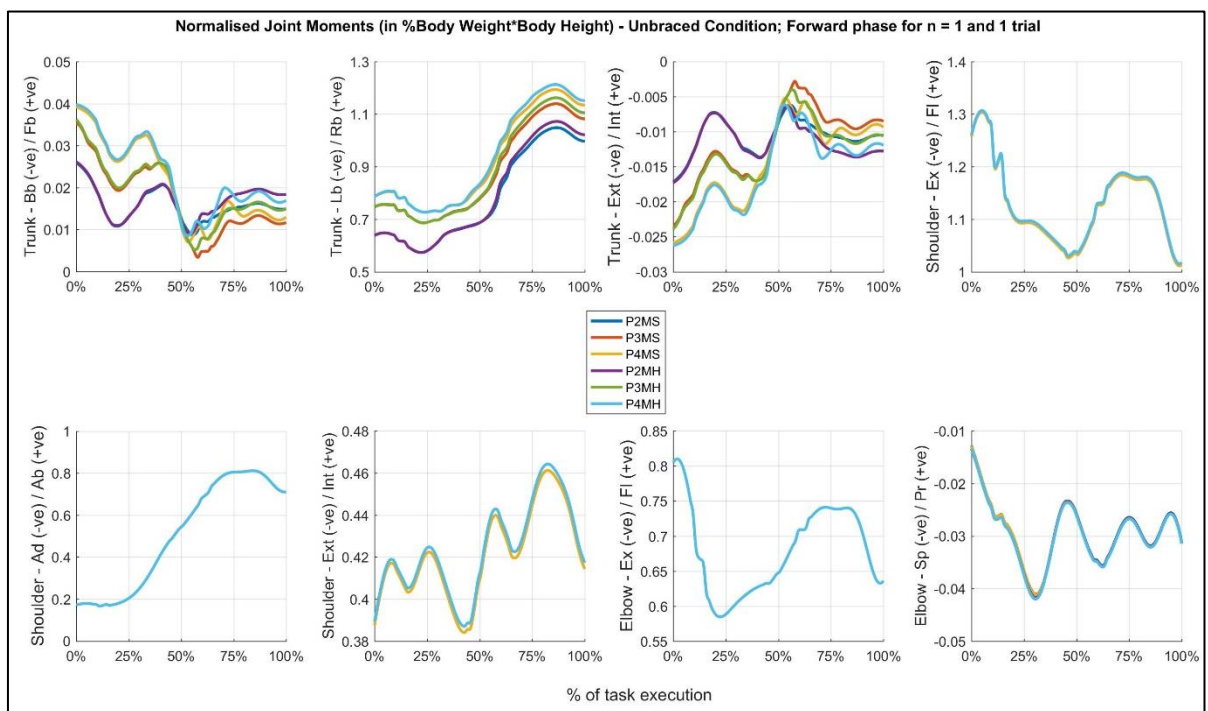 Normalised Joint Moments (in %Body Weight*Body Height) - Unbraced Condition; Forward phase for n = 1 and 1 trial
Trunk - Bb (-ve) / Fb (+ve)
0.05
0.04
0.03
0.02
0.01
0
0% 25% 50% 75% 100%
Trunk - Lb (-ve) / Rb (+ve)
1.3
1.1
0.9
0.7
0.5
0% 25% 50% 75% 100%
Trunk - Ext (-ve) / Int (+ve)
0
-0.005
-0.01
-0.015
-0.02
-0.025
-0.03
0% 25% 50% 75% 100%
Shoulder - Ex (-ve) / Fl (+ve)
1.4
1.3
1.2
1.1
1
0% 25% 50% 75% 100%
P2MS
P3MS
P4MS
P2MH
P3MH
P4MH
Shoulder - Ad (-ve) / Ab (+ve)
1
0.8
0.6
0.4
0.2
0
0% 25% 50% 75% 100%
Shoulder - Ext (-ve) / Int (+ve)
0.48
0.46
0.44
0.42
0.4
0.38
0% 25% 50% 75% 100%
Elbow - Ex (-ve) / Fl (+ve)
0.85
0.8
0.75
0.7
0.65
0.6
0.55
0% 25% 50% 75% 100%
Elbow - Sp (-ve) / Pr (+ve)
-0.01
-0.02
-0.03
-0.04
-0.05
0% 25% 50% 75% 100%
% of task execution